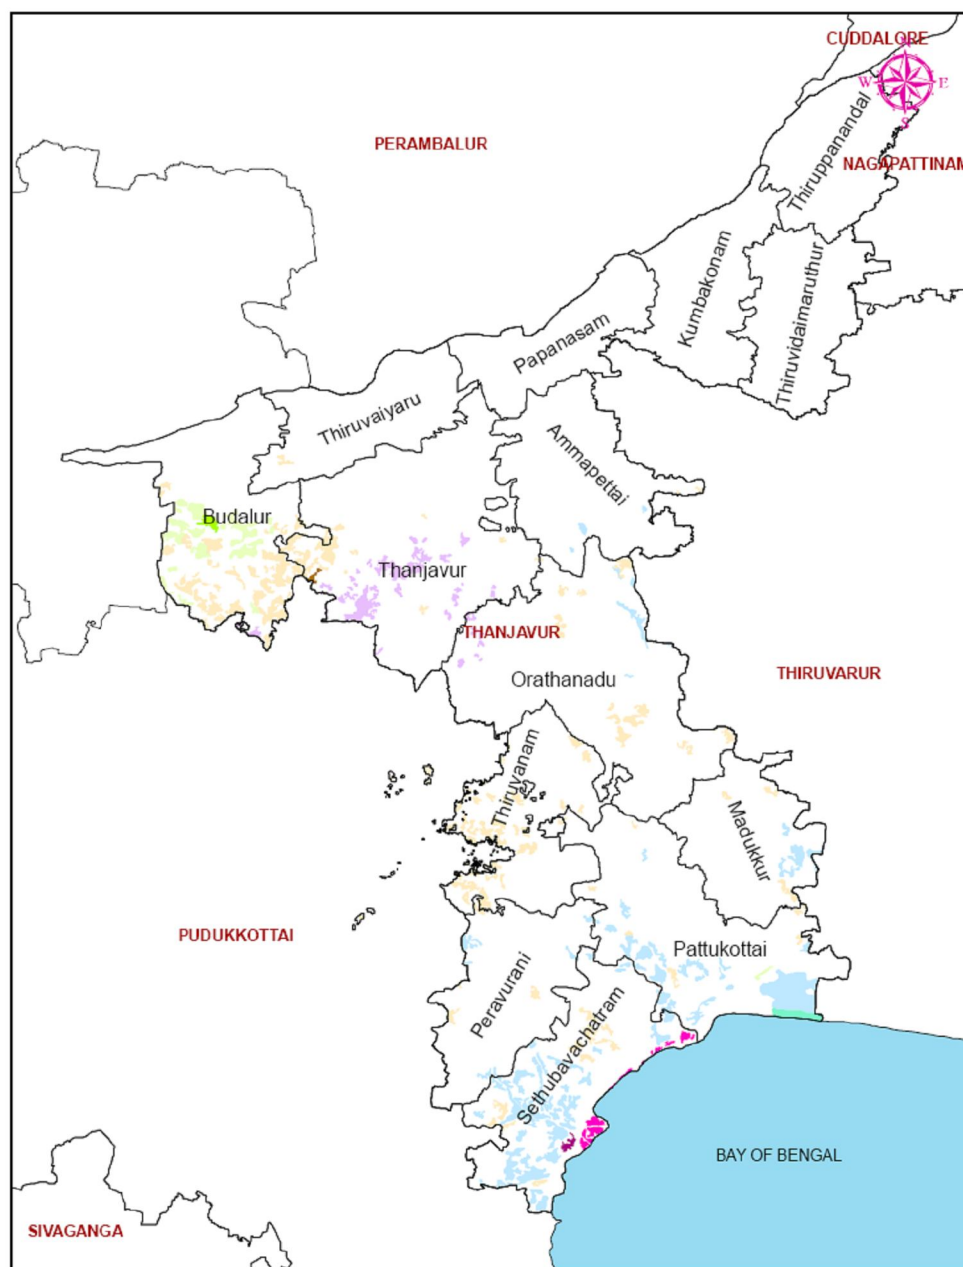 CUDDALORE
N
W
E
S
PERAMBALUR
Thiruppanandal
NAGAPATTINAM
Kumbakonam
Thiruvidaimaruthur
Papanasam
Thiruvaiyaru
Ammapettai
Budalur
Thanjavur
THANJAVUR
Orathanadu
THIRUVARUR
Thiruvanam
Madukkur
PUDUKKOTTAI
Pattukottai
Peravurani
Sethubavachatram
BAY OF BENGAL
SIVAGANGA